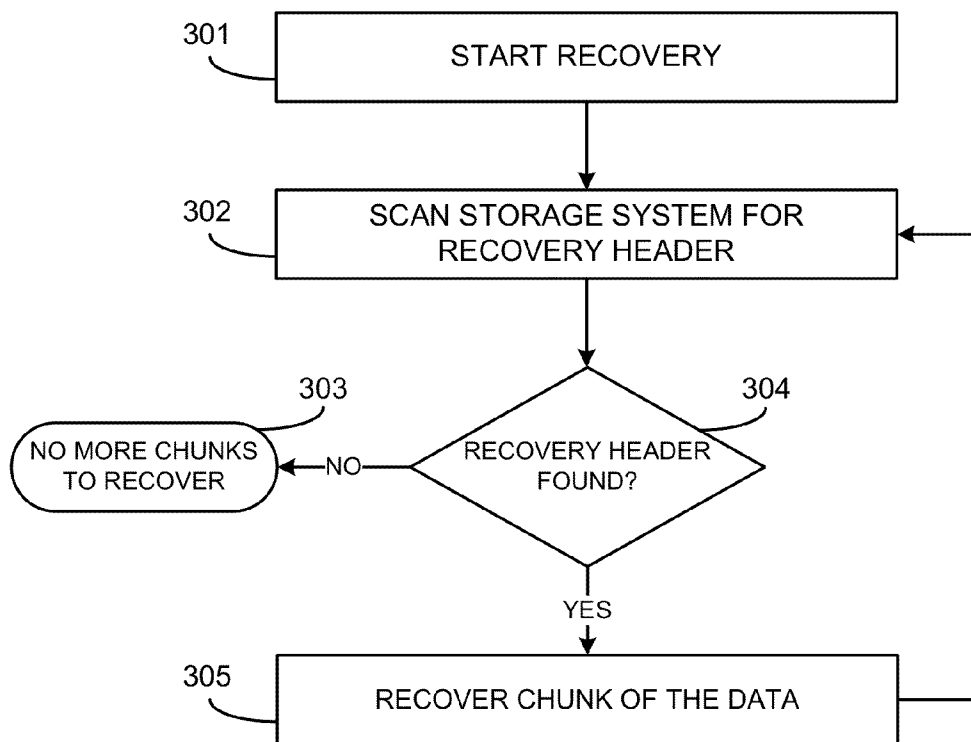 301
START RECOVERY
302
SCAN STORAGE SYSTEM FOR
RECOVERY HEADER
303
NO MORE CHUNKS
TO RECOVER
NO
304
RECOVERY HEADER
FOUND?
YES
305
RECOVER CHUNK OF THE DATA